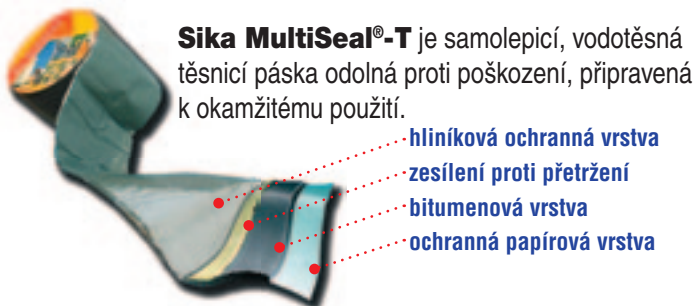 Sika MultiSeal®-T je samolepicí, vodotěsná
těsnicí páska odolná proti poškození, připravená
k okamžitému použití.
hliníková ochranná vrstva
zesílení proti přetržení
bitumenová vrstva
ochranná papírová vrstva